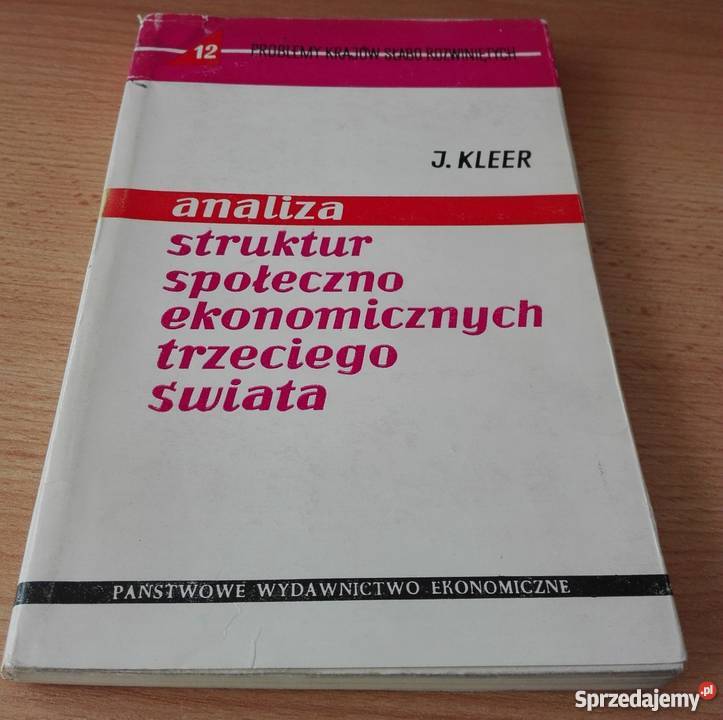 12 PROBLEMY KRAJÓW SŁABO ROZWINIĘTYCH
J. KLEER
analiza
struktur
społeczno
ekonomicznych
trzeciego
świata
PAŃSTWOWE WYDAWNICTWO EKONOMICZNE
Sprzedajemy.pl